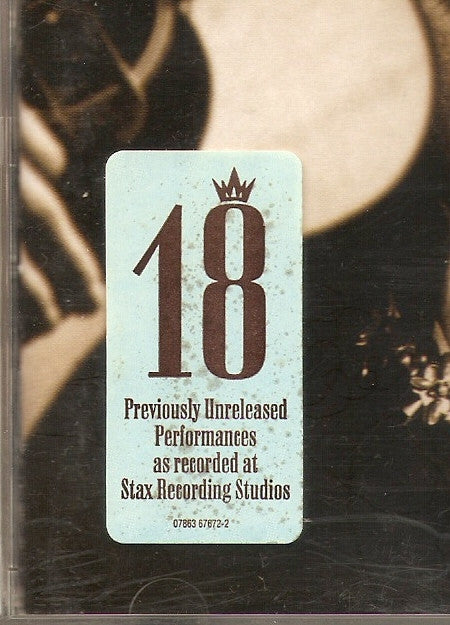 18
Previously Unreleased
Performances
as recorded at
Stax Recording Studios
07863 67672-2